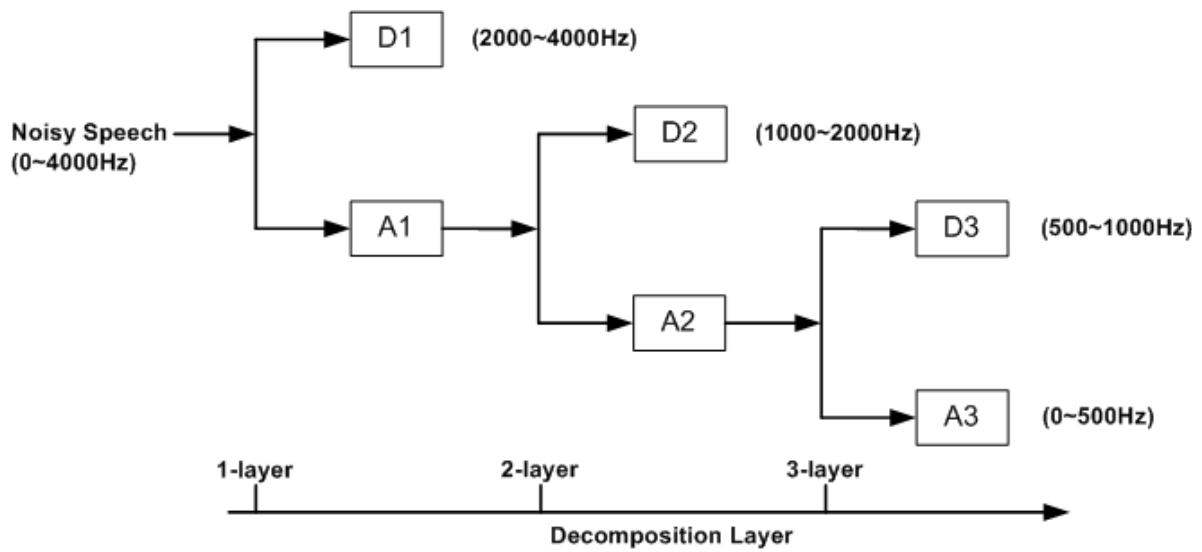 D1 (2000~4000Hz)
Noisy Speech
(0~4000Hz)
D2 (1000~2000Hz)
A1
D3 (500~1000Hz)
A2
A3 (0~500Hz)
1-layer 2-layer 3-layer
Decomposition Layer